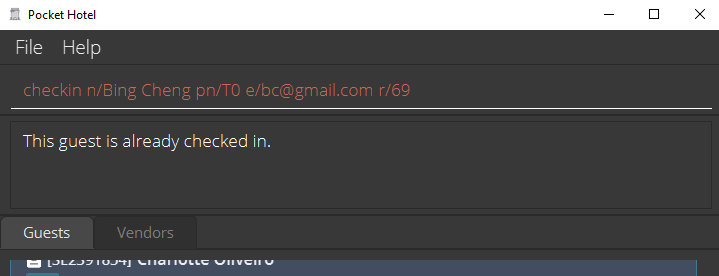 Pocket Hotel
File Help
checkin n/Bing Cheng pn/T0 e/bc@gmail.com r/69
This guest is already checked in.
Guests Vendors
Charlotte Oliveiro